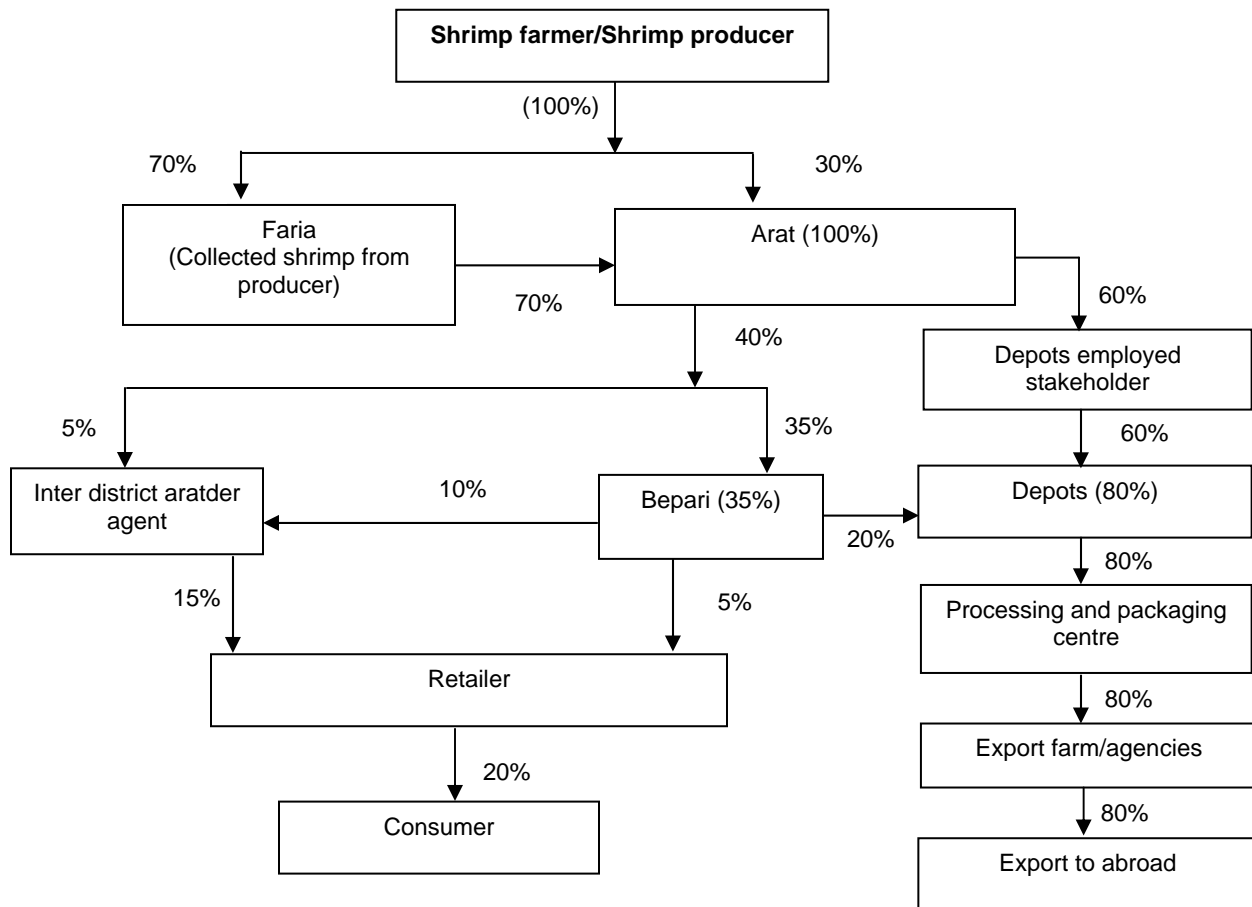 Shrimp farmer/Shrimp producer
(100%)
70%
30%
Faria
(Collected shrimp from
producer)
Arat (100%)
70%
60%
40%
Depots employed
stakeholder
5%
35%
60%
Inter district aratder
agent
10%
Bepari (35%)
Depots (80%)
20%
15%
5%
80%
Processing and packaging
centre
Retailer
80%
Export farm/agencies
20%
80%
Consumer
Export to abroad